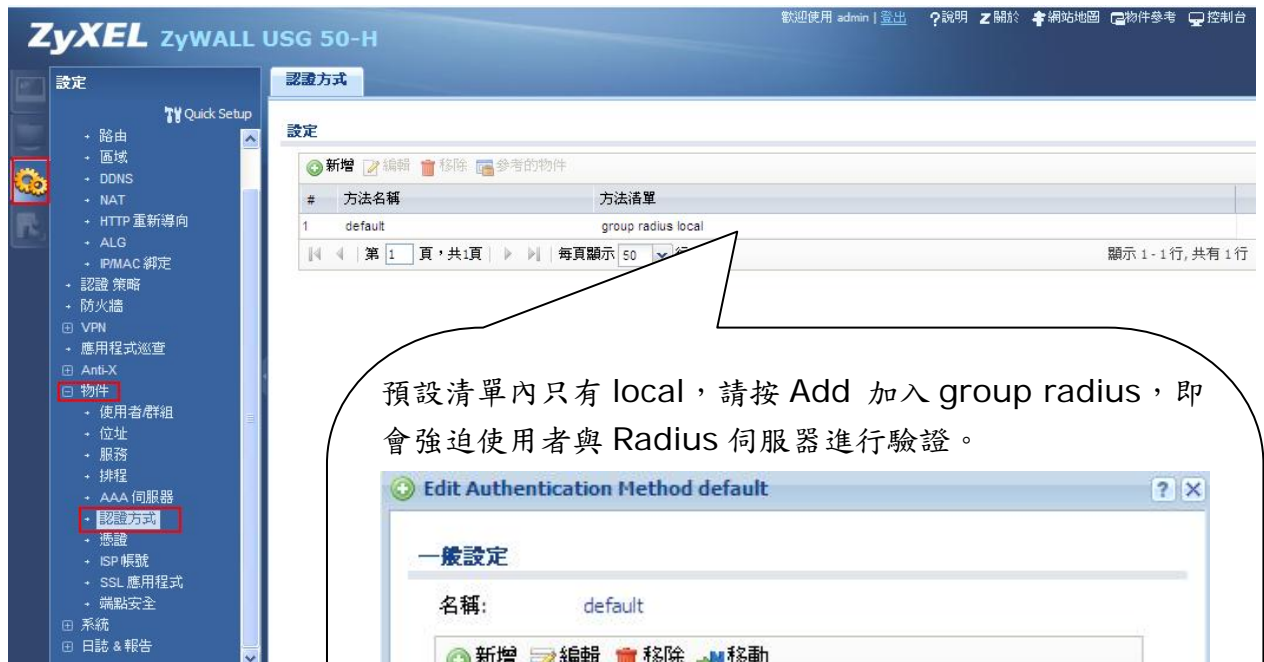 ZyXEL ZyWALL USG 50-H
歡迎使用 admin | 登出 ?說明 Z 關於 網站地圖 物件參考 控制台
設定
Quick Setup
路由
區域
DDNS
NAT
HTTP 重新導向
ALG
IP/MAC 綁定
認證 策略
防火牆
VPN
應用程式巡查
Anti-X
物件
使用者/群組
位址
服務
排程
AAA 伺服器
認證方式
憑證
ISP 帳號
SSL 應用程式
端點安全
系統
日誌 & 報告
認證方式
設定
新增 編輯 移除 參考的物件
# 方法名稱 方法清單
1 default group radius local
第 1 頁,共1頁 每頁顯示 50 行
顯示 1 - 1 行, 共有 1 行
預設清單內只有 local,請按 Add 加入 group radius,即
會強迫使用者與 Radius 伺服器進行驗證。
Edit Authentication Method default
一般設定
名稱: default
新增 編輯 移除 移動